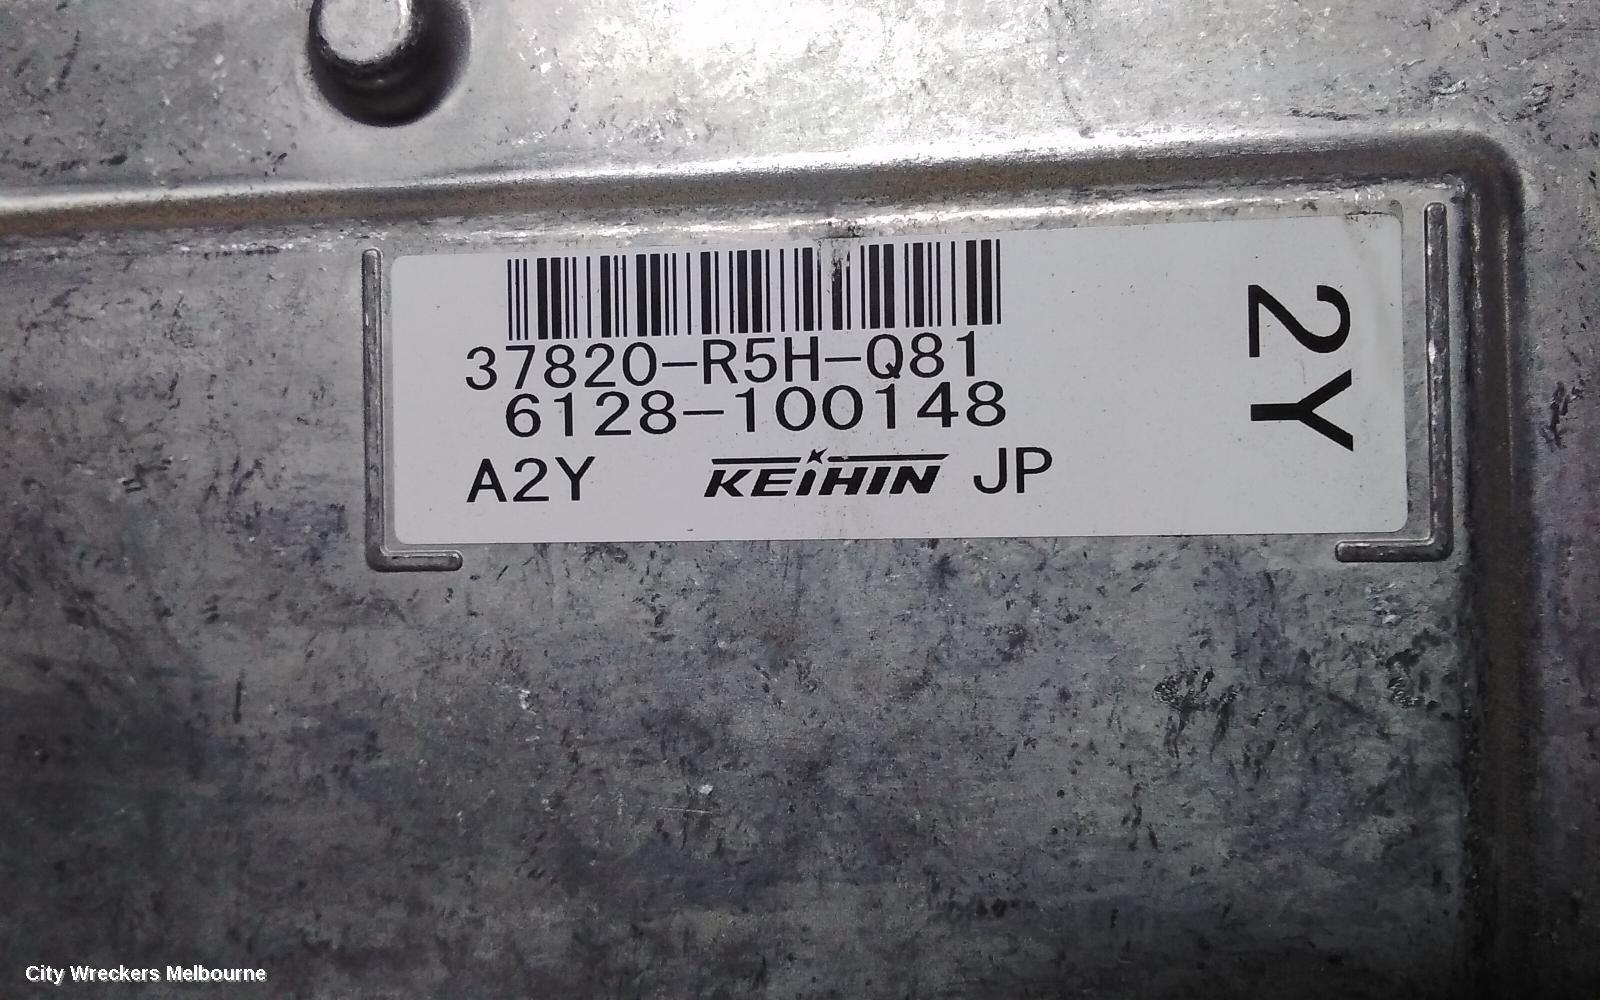 37820-R5H-Q81
6128-100148
A2Y KEIHIN JP
2Y
City Wreckers Melbourne